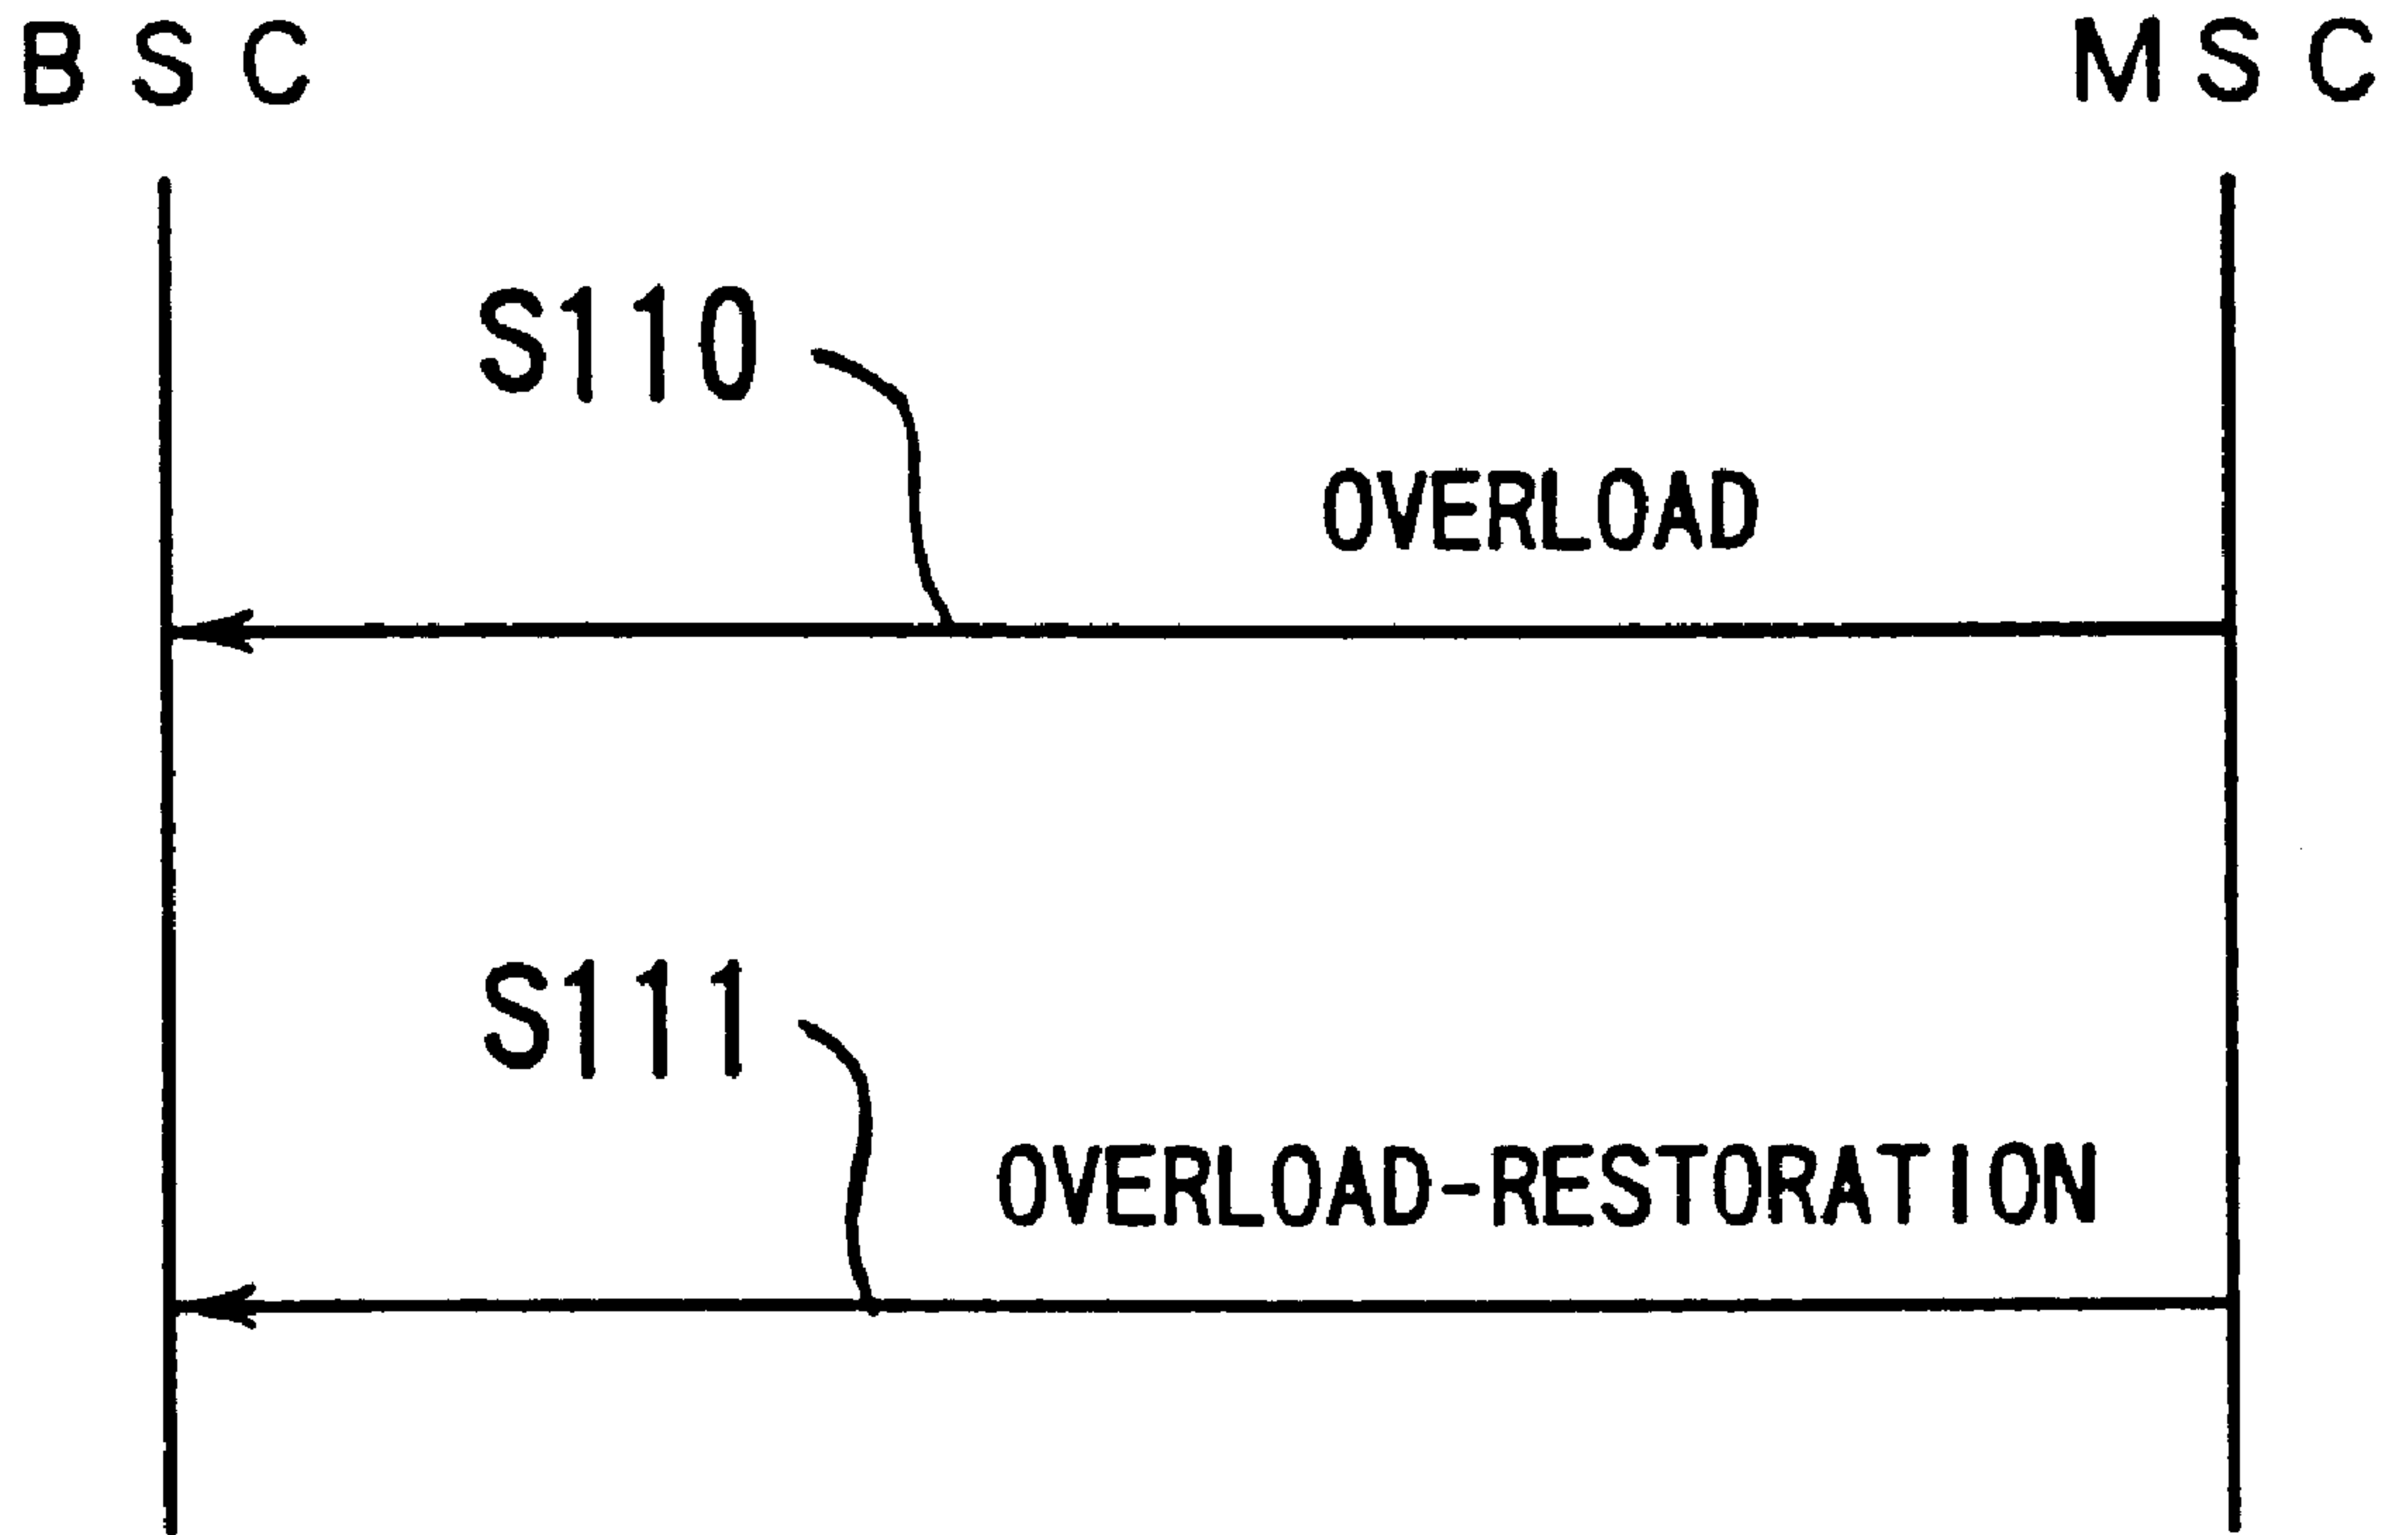 BSC MSC
S110
OVERLOAD
S111
OVERLOAD-RESTORATION